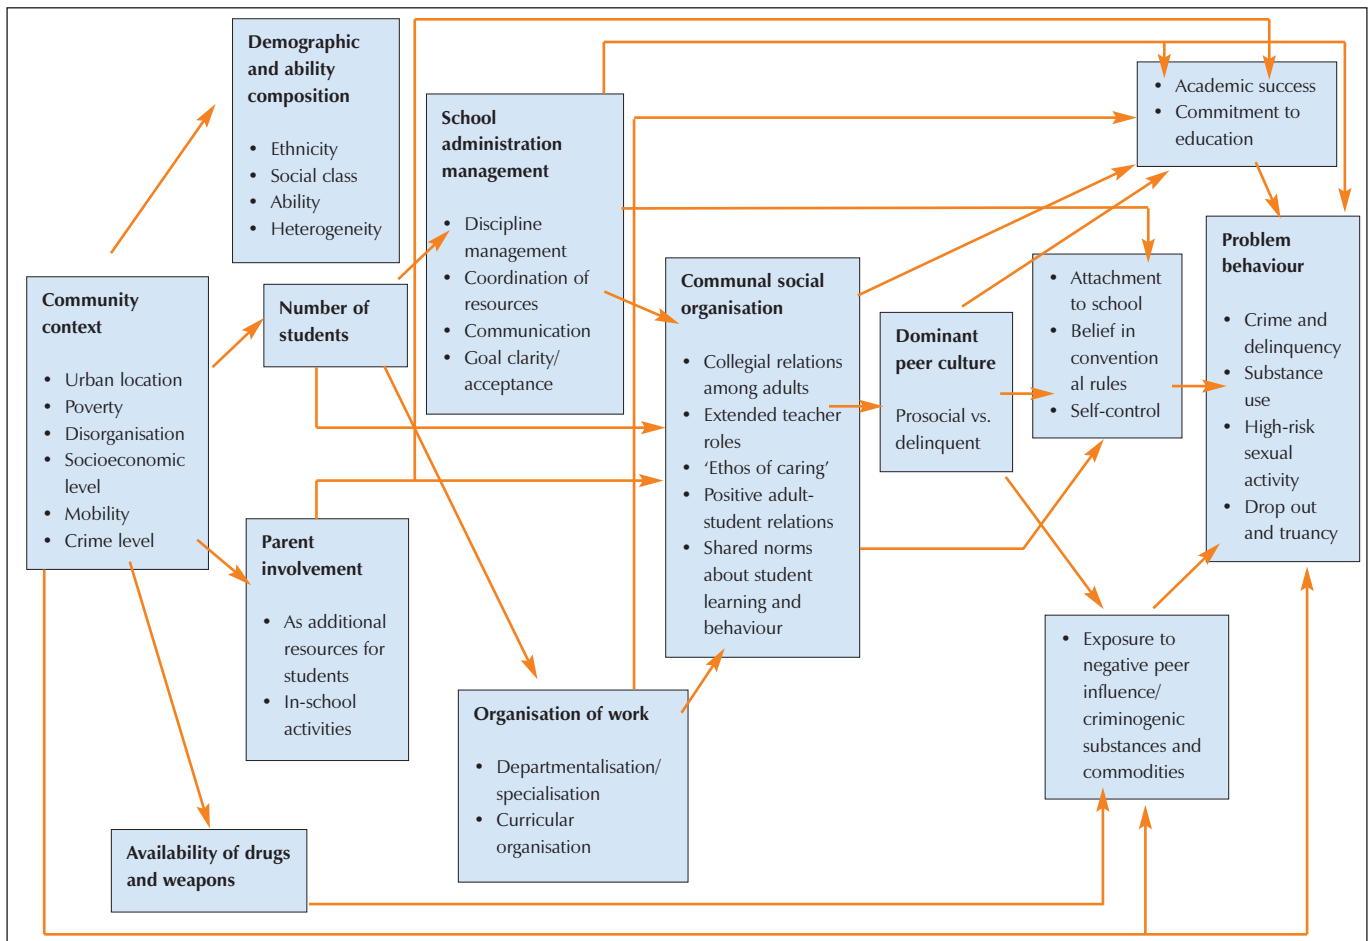 Demographic
and ability
composition
• Ethnicity
• Social class
• Ability
• Heterogeneity
School
administration
management
• Discipline
management
• Coordination of
resources
• Communication
• Goal clarity/
acceptance
• Academic success
• Commitment to
education
Community
context
• Urban location
• Poverty
• Disorganisation
• Socioeconomic
level
• Mobility
• Crime level
Number of
students
Communal social
organisation
• Collegial relations
among adults
• Extended teacher
roles
• ‘Ethos of caring’
• Positive adult-
student relations
• Shared norms
about student
learning and
behaviour
Dominant
peer culture
Prosocial vs.
delinquent
• Attachment
to school
• Belief in
convention
al rules
• Self-control
Problem
behaviour
• Crime and
delinquency
• Substance
use
• High-risk
sexual
activity
• Drop out
and truancy
Parent
involvement
• As additional
resources for
students
• In-school
activities
Organisation of work
• Departmentalisation/
specialisation
• Curricular
organisation
• Exposure to
negative peer
influence/
criminogenic
substances and
commodities
Availability of drugs
and weapons